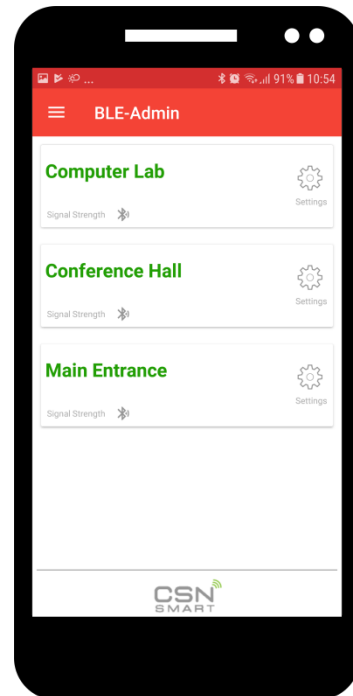 ... 91% 10:54
BLE-Admin
Computer Lab
Settings
Signal Strength
Conference Hall
Settings
Signal Strength
Main Entrance
Settings
Signal Strength
CSN
SMART